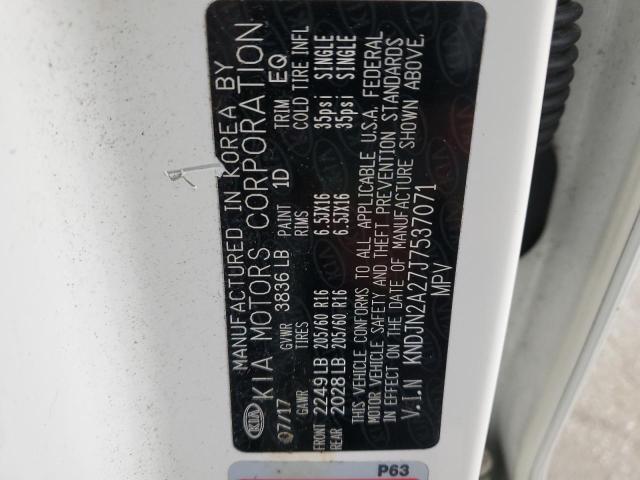 MANUFACTURED IN KOREA BY
KIA KIA MOTORS CORPORATION
07/17 GVWR 3836 LB PAINT 1D TRIM EQ
GAWR TIRES RIMS COLD TIRE INFL
FRONT 2249 LB 205/60 R16 6.5JX16 35psi SINGLE
REAR 2028 LB 205/60 R16 6.5JX16 35psi SINGLE
THIS VEHICLE CONFORMS TO ALL APPLICABLE U.S.A. FEDERAL
MOTOR VEHICLE SAFETY AND THEFT PREVENTION STANDARDS
IN EFFECT ON THE DATE OF MANUFACTURE SHOWN ABOVE.
V.I.N KNDJN2A27J7537071
MPV
P63